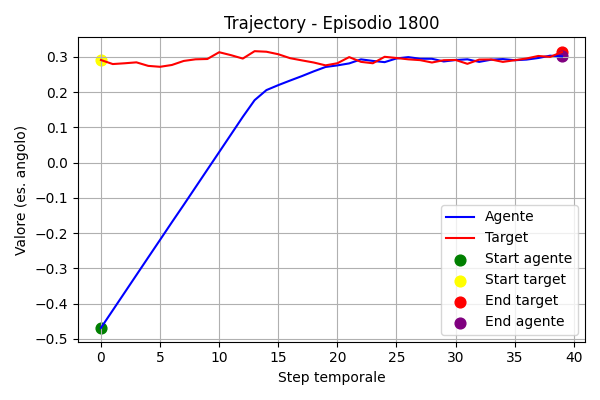 Trajectory - Episodio 1800
Valore (es. angolo)
0.3
0.2
0.1
0.0
−0.1
−0.2
−0.3
−0.4
−0.5
Agente
Target
Start agente
Start target
End target
End agente
0 5 10 15 20 25 30 35 40
Step temporale